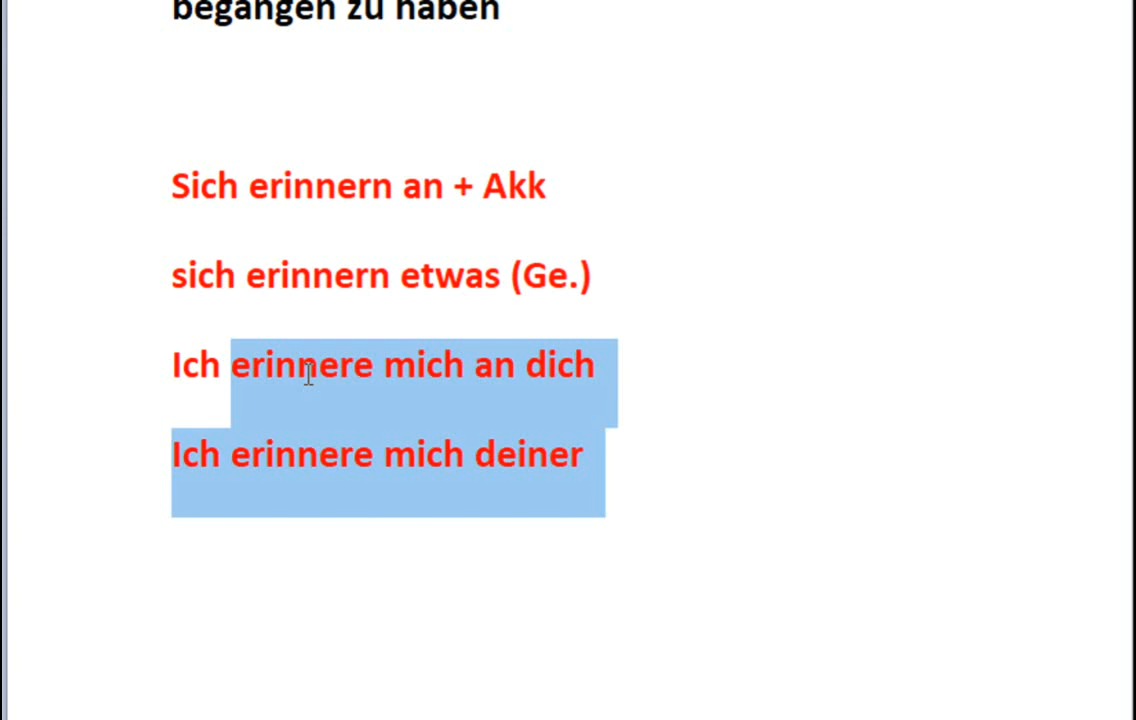 begangen zu haben
Sich erinnern an + Akk
sich erinnern etwas (Ge.)
Ich erinnere mich an dich
Ich erinnere mich deiner